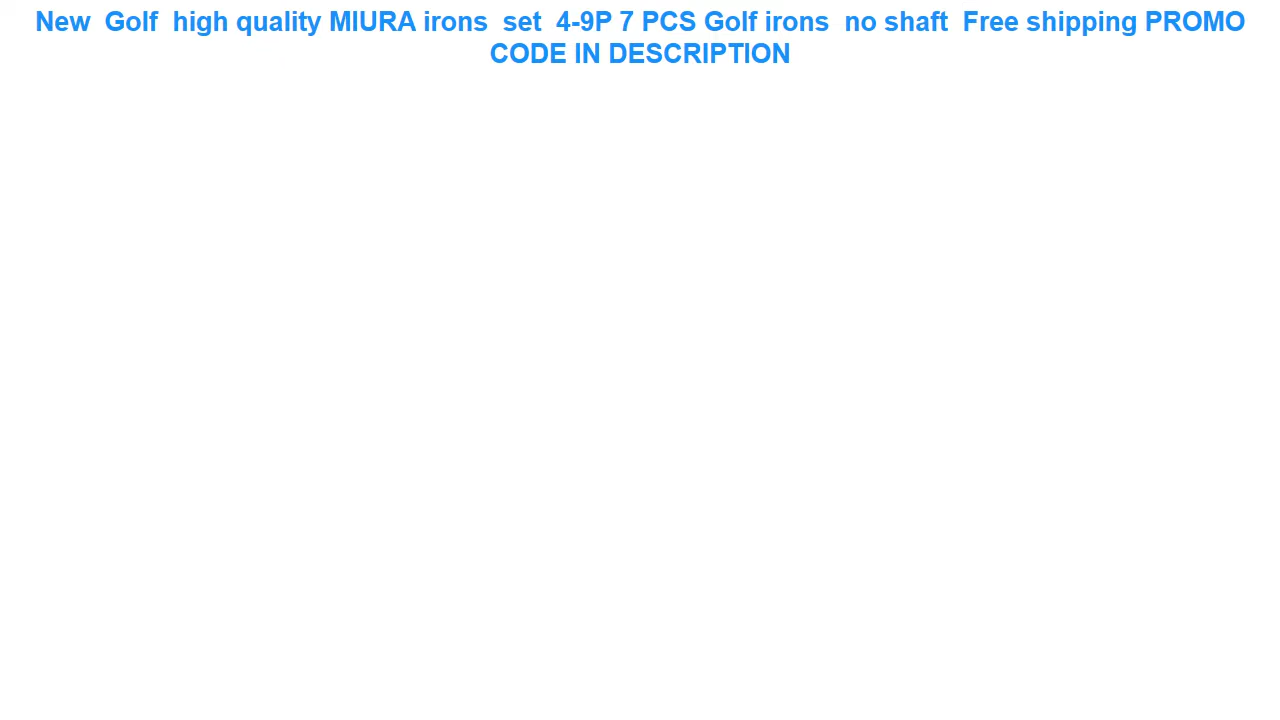 New  Golf  high quality MIURA irons  set  4-9P 7 PCS Golf irons  no shaft  Free shipping PROMO
CODE IN DESCRIPTION